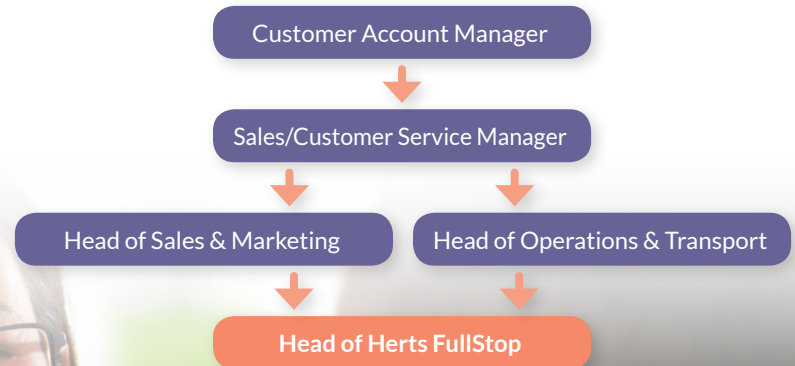 Customer Account Manager
Sales/Customer Service Manager
Head of Sales & Marketing
Head of Operations & Transport
Head of Herts FullStop